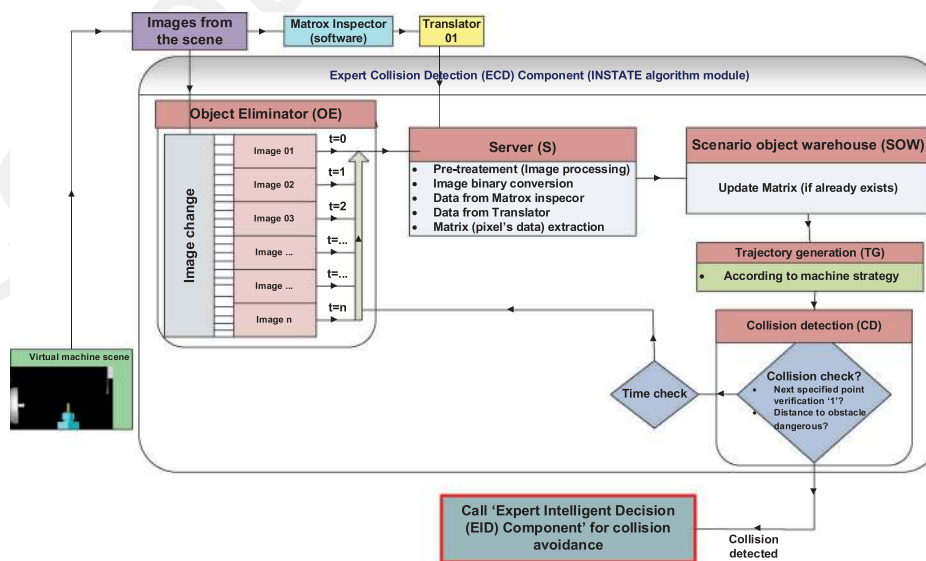 Images from
the scene
Matrox Inspector
(software)
Translator
01
Expert Collision Detection (ECD) Component (INSTATE algorithm module)
Object Eliminator (OE)
Image change
Image 01
Image 02
Image 03
Image ...
Image ...
Image n
t=0
t=1
t=2
t=...
t=...
t=n
Server (S)
• Pre-treatement (Image processing)
• Image binary conversion
• Data from Matrox inspecor
• Data from Translator
• Matrix (pixel's data) extraction
Scenario object warehouse (SOW)
Update Matrix (if already exists)
Trajectory generation (TG)
• According to machine strategy
Collision detection (CD)
Collision check?
• Next specified point
verification ‘1’?
• Distance to obstacle
dangerous?
Time check
Virtual machine scene
Call ‘Expert Intelligent Decision
(EID) Component’ for collision
avoidance
Collision
detected